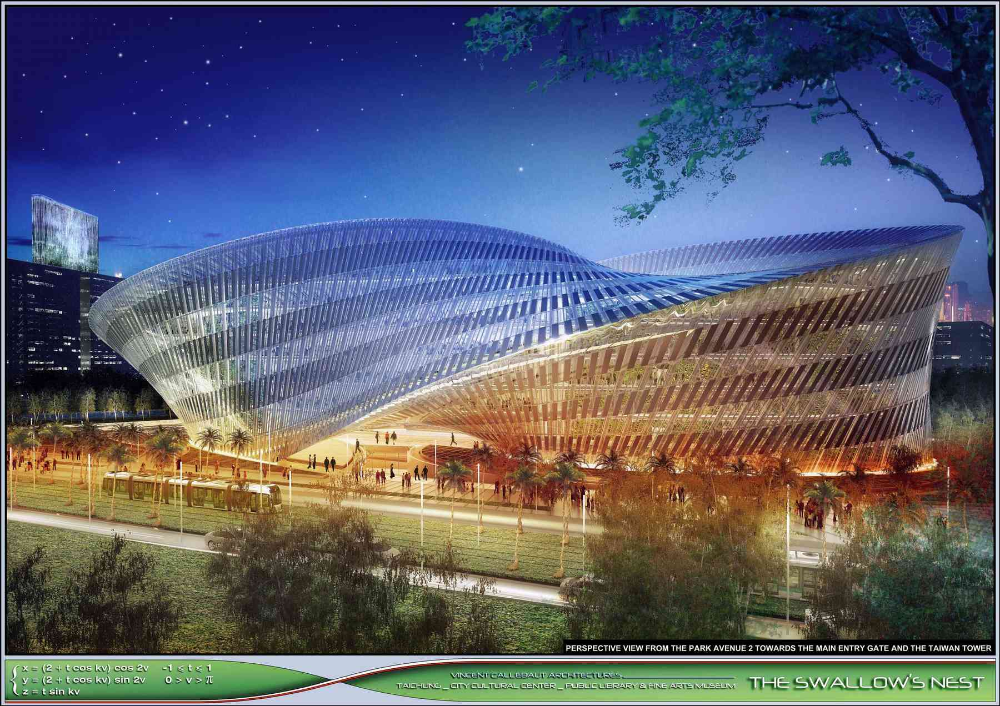 PERSPECTIVE VIEW FROM THE PARK AVENUE 2 TOWARDS THE MAIN ENTRY GATE AND THE TAIWAN TOWER
x = (2 + t cos kv) cos 2v -1 ⩽ t ⩽ 1
y = (2 + t cos kv) sin 2v 0 > v > π
z = t sin kv
VINCENT CALLEBAUT ARCHITECTURES_
TAICHUNG _ CITY CULTURAL CENTER _ PUBLIC LIBRARY & FINE ARTS MUSEUM
THE SWALLOW'S NEST